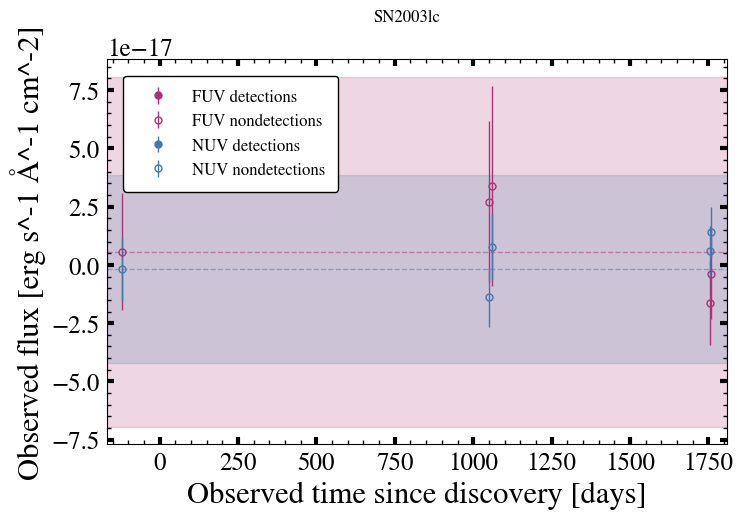 SN2003lc
1e−17
Observed flux [erg s^-1 Å^-1 cm^-2]
7.5
5.0
2.5
0.0
−2.5
−5.0
−7.5
FUV detections
FUV nondetections
NUV detections
NUV nondetections
0 250 500 750 1000 1250 1500 1750
Observed time since discovery [days]